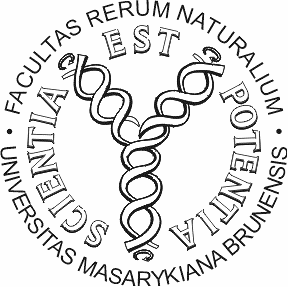 • FACULTAS RERUM NATURALIUM •
UNIVERSITAS MASARYKIANA BRUNENSIS
SCIENTIA
EST
POTENTIA